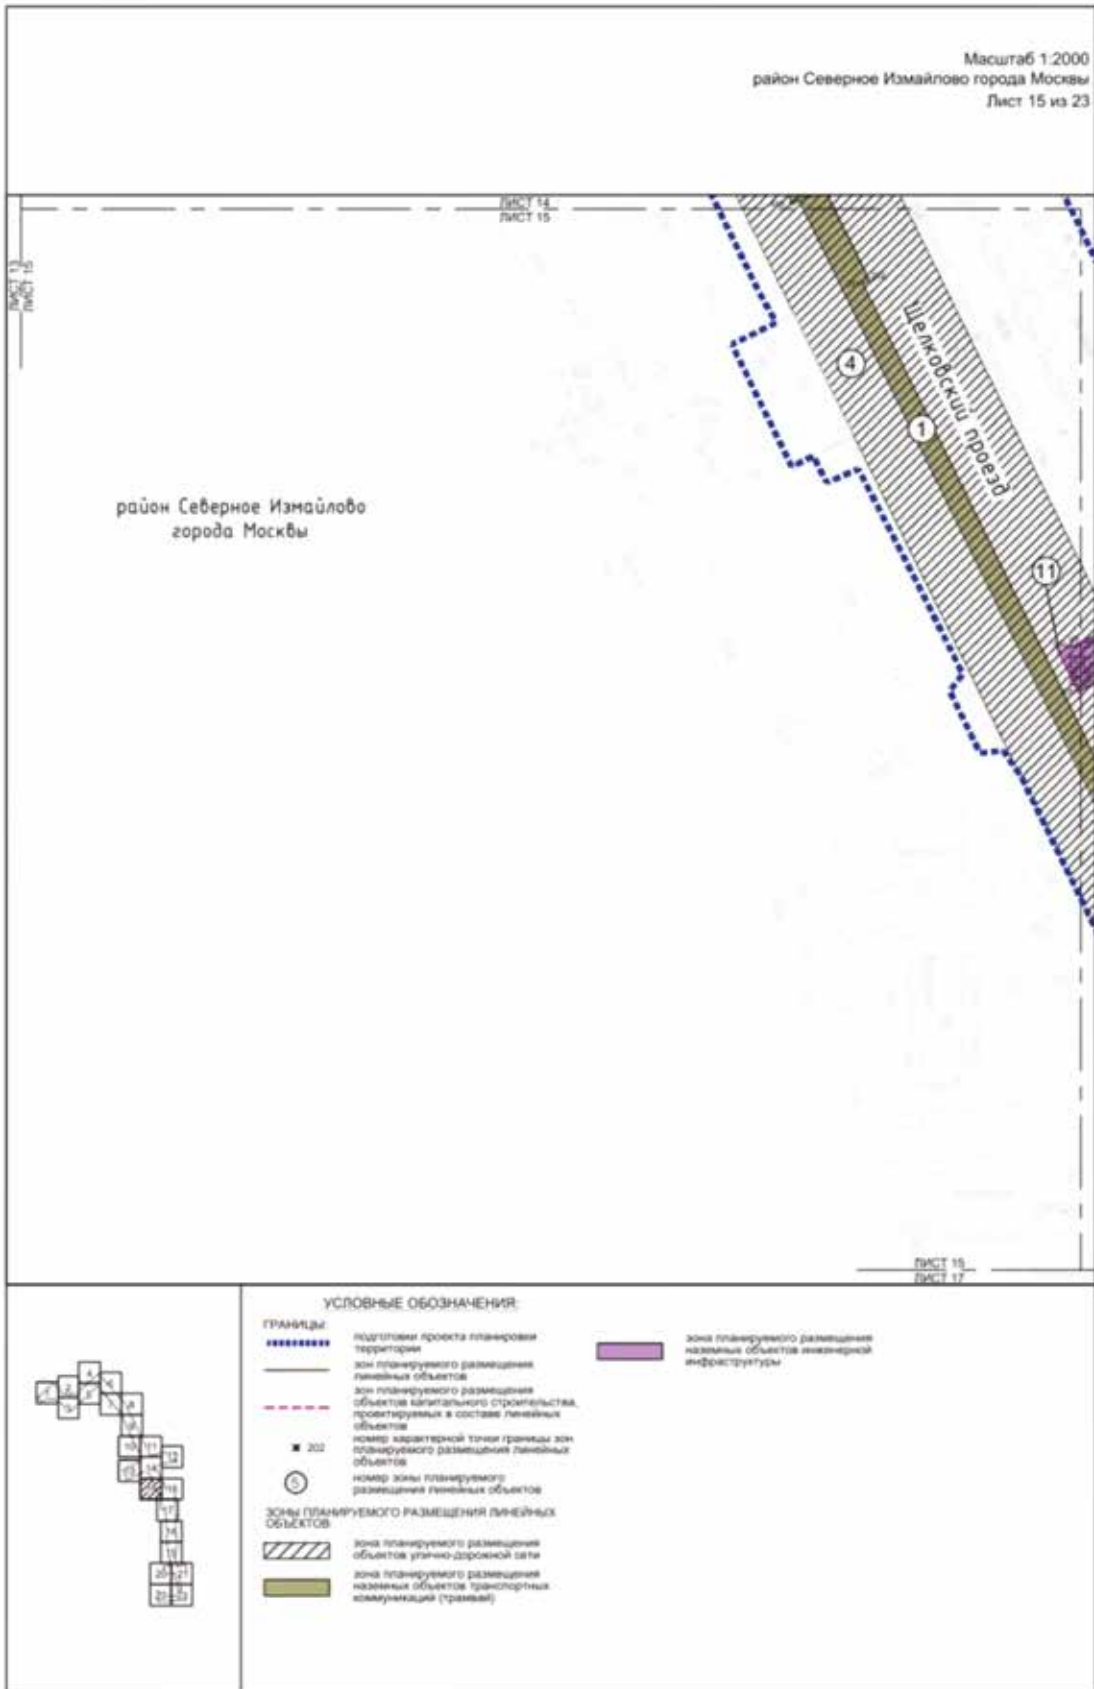 Масштаб 1:2000
район Северное Измайлово города Москвы
Лист 15 из 23
ЛИСТ 14
ЛИСТ 15
ЛИСТ 13
ЛИСТ 15
Щелковский проезд
4
1
11
район Северное Измайлово
города Москвы
ЛИСТ 15
ЛИСТ 17
УСЛОВНЫЕ ОБОЗНАЧЕНИЯ:
ГРАНИЦЫ:
подготовки проекта планировки
территории
зон планируемого размещения
линейных объектов
зон планируемого размещения
объектов капитального строительства,
проектируемых в составе линейных
объектов
202
номер характерной точки границы зон
планируемого размещения линейных
объектов
5
номер зоны планируемого
размещения линейных объектов
ЗОНЫ ПЛАНИРУЕМОГО РАЗМЕЩЕНИЯ ЛИНЕЙНЫХ
ОБЪЕКТОВ
зона планируемого размещения
объектов улично-дорожной сети
зона планируемого размещения
наземных объектов транспортных
коммуникаций (трамвай)
зона планируемого размещения
наземных объектов инженерной
инфраструктуры